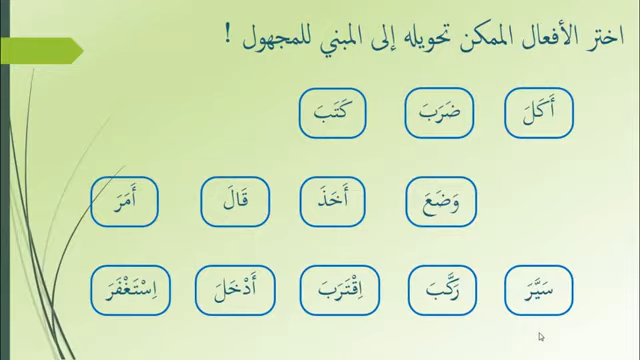 اختر الأفعال الممكن تحويله إلى المبني للمجهول !
أَكَلَ ضَرَبَ كَتَبَ
وَضَعَ أَخَذَ قَالَ أَمَرَ
سَيَّرَ رَكَّبَ اِقْتَرَبَ أَدْخَلَ اِسْتَغْفَرَ